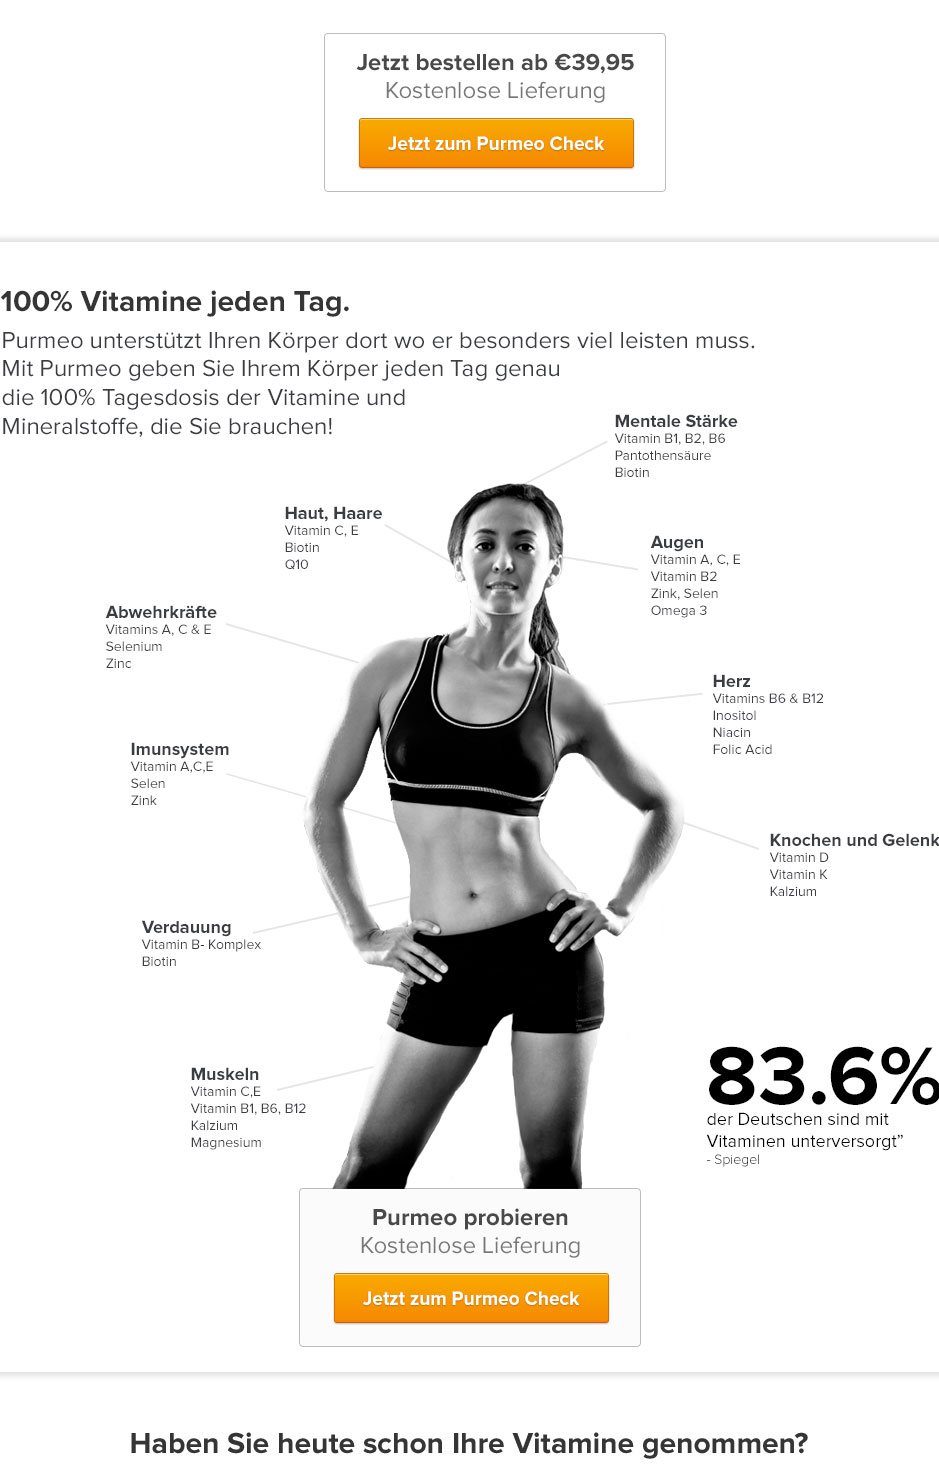 Jetzt bestellen ab €39,95
Kostenlose Lieferung
Jetzt zum Purmeo Check
100% Vitamine jeden Tag.
Purmeo unterstützt Ihren Körper dort wo er besonders viel leisten muss.
Mit Purmeo geben Sie Ihrem Körper jeden Tag genau
die 100% Tagesdosis der Vitamine und
Mineralstoffe, die Sie brauchen!
Mentale Stärke
Vitamin B1, B2, B6
Pantothensäure
Biotin
Haut, Haare
Vitamin C, E
Biotin
Q10
Augen
Vitamin A, C, E
Vitamin B2
Zink, Selen
Omega 3
Abwehrkräfte
Vitamins A, C & E
Selenium
Zinc
Herz
Vitamins B6 & B12
Inositol
Niacin
Folic Acid
Imunsystem
Vitamin A,C,E
Selen
Zink
Knochen und Gelenk
Vitamin D
Vitamin K
Kalzium
Verdauung
Vitamin B- Komplex
Biotin
Muskeln
Vitamin C,E
Vitamin B1, B6, B12
Kalzium
Magnesium
83.6%
der Deutschen sind mit
Vitaminen unterversorgt”
- Spiegel
Purmeo probieren
Kostenlose Lieferung
Jetzt zum Purmeo Check
Haben Sie heute schon Ihre Vitamine genommen?